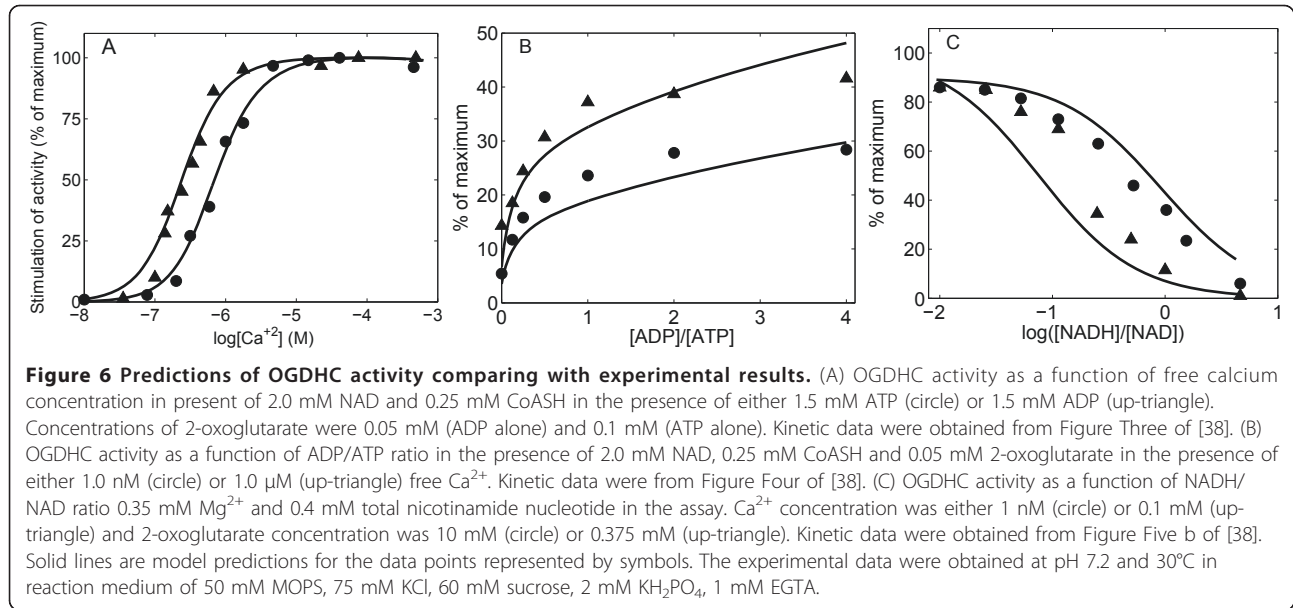 A
Stimulation of activity (% of maximum)
100
75
50
25
0
−8 −7 −6 −5 −4 −3
log[Ca+2] (M)
B
% of maximum
50
40
30
20
10
0
0 1 2 3 4
[ADP]/[ATP]
C
% of maximum
100
80
60
40
20
0
−2 −1 0 1
log([NADH]/[NAD])
Figure 6 Predictions of OGDHC activity comparing with experimental results. (A) OGDHC activity as a function of free calcium
concentration in present of 2.0 mM NAD and 0.25 mM CoASH in the presence of either 1.5 mM ATP (circle) or 1.5 mM ADP (up-triangle).
Concentrations of 2-oxoglutarate were 0.05 mM (ADP alone) and 0.1 mM (ATP alone). Kinetic data were obtained from Figure Three of [38]. (B)
OGDHC activity as a function of ADP/ATP ratio in the presence of 2.0 mM NAD, 0.25 mM CoASH and 0.05 mM 2-oxoglutarate in the presence of
either 1.0 nM (circle) or 1.0 μM (up-triangle) free Ca2+. Kinetic data were from Figure Four of [38]. (C) OGDHC activity as a function of NADH/
NAD ratio 0.35 mM Mg2+ and 0.4 mM total nicotinamide nucleotide in the assay. Ca2+ concentration was either 1 nM (circle) or 0.1 mM (up-
triangle) and 2-oxoglutarate concentration was 10 mM (circle) or 0.375 mM (up-triangle). Kinetic data were obtained from Figure Five b of [38].
Solid lines are model predictions for the data points represented by symbols. The experimental data were obtained at pH 7.2 and 30°C in
reaction medium of 50 mM MOPS, 75 mM KCl, 60 mM sucrose, 2 mM KH2PO4, 1 mM EGTA.